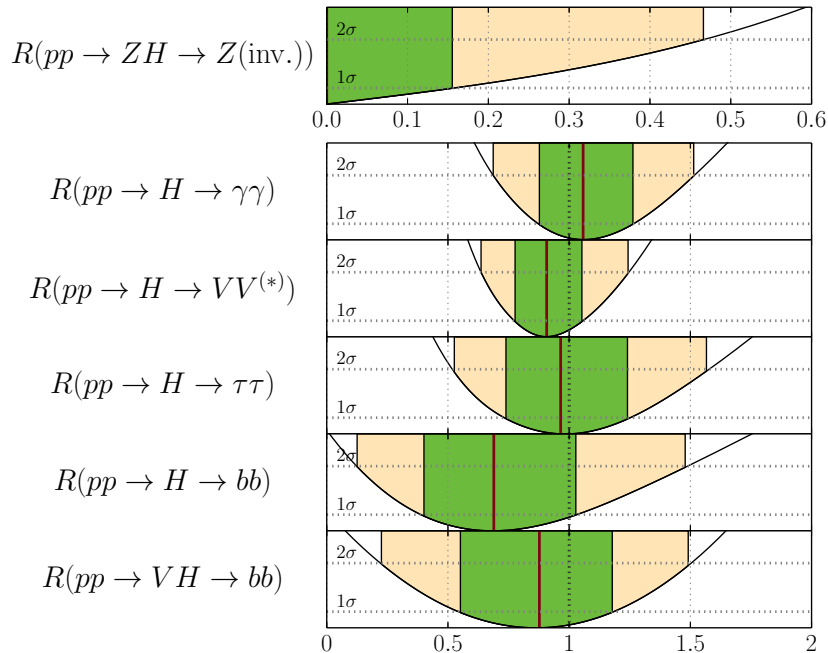 R(pp → ZH → Z(inv.))
2σ
1σ
0.0 0.1 0.2 0.3 0.4 0.5 0.6
R(pp → H → γγ)
2σ
1σ
R(pp → H → VV^(*))
2σ
1σ
R(pp → H → ττ)
2σ
1σ
R(pp → H → bb)
2σ
1σ
R(pp → VH → bb)
2σ
1σ
0 0.5 1 1.5 2